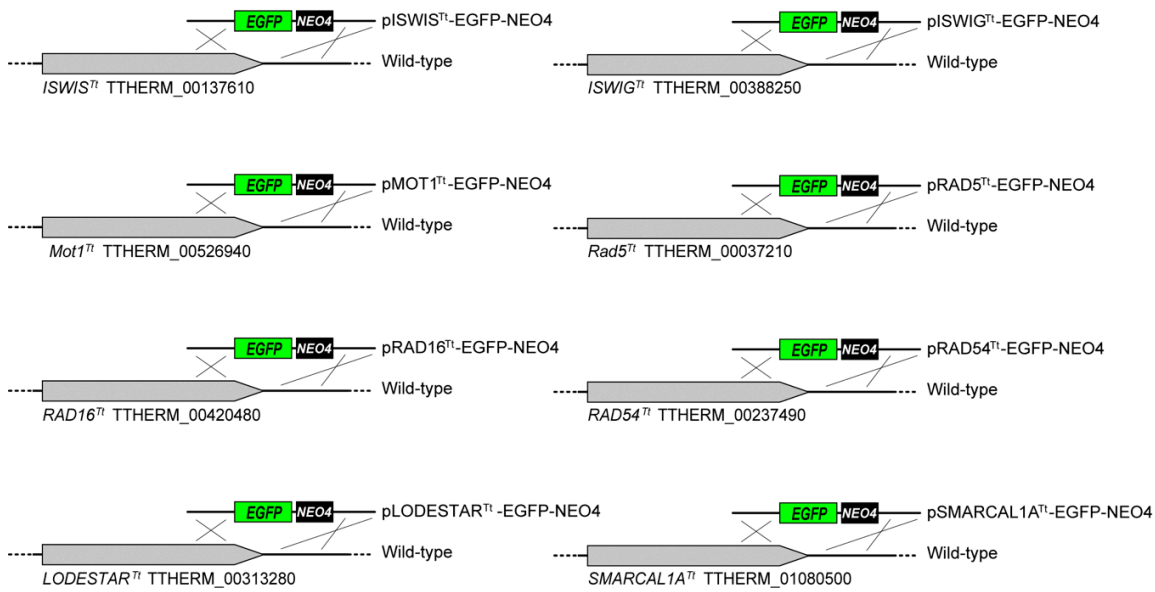 EGFP NEO4 pISWIS^Tt-EGFP-NEO4
Wild-type
ISWIS^Tt TTHERM_00137610
EGFP NEO4 pISWIG^Tt-EGFP-NEO4
Wild-type
ISWIG^Tt TTHERM_00388250
EGFP NEO4 pMOT1^Tt-EGFP-NEO4
Wild-type
Mot1^Tt TTHERM_00526940
EGFP NEO4 pRAD5^Tt-EGFP-NEO4
Wild-type
Rad5^Tt TTHERM_00037210
EGFP NEO4 pRAD16^Tt-EGFP-NEO4
Wild-type
RAD16^Tt TTHERM_00420480
EGFP NEO4 pRAD54^Tt-EGFP-NEO4
Wild-type
RAD54^Tt TTHERM_00237490
EGFP NEO4 pLODESTAR^Tt -EGFP-NEO4
Wild-type
LODESTAR^Tt TTHERM_00313280
EGFP NEO4 pSMARCAL1A^Tt-EGFP-NEO4
Wild-type
SMARCAL1A^Tt TTHERM_01080500